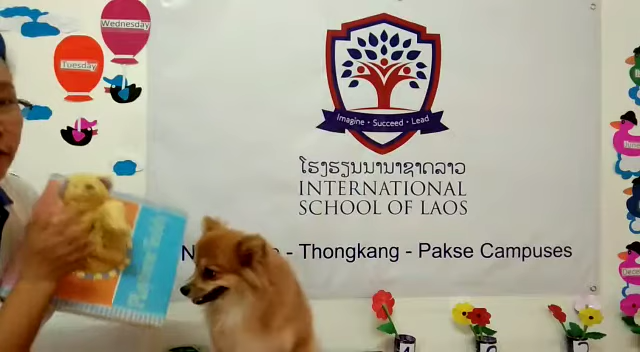 Wednesday
Tuesday
Imagine • Succeed • Lead
ໂຮງຮຽນນານາຊາດລາວ
INTERNATIONAL
SCHOOL OF LAOS
- Thongkang - Pakse Campuses